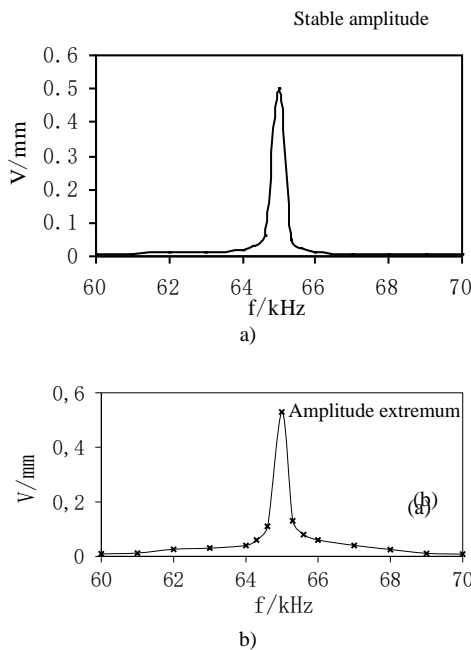 Stable amplitude
0.6
0.5
0.4
0.3
0.2
0.1
0
V/mm
60 62 64 66 68 70
f/kHz
a)
0,6
0,4
0,2
0
V/mm
Amplitude extremum
(b)
(a)
60 62 64 66 68 70
f/kHz
b)